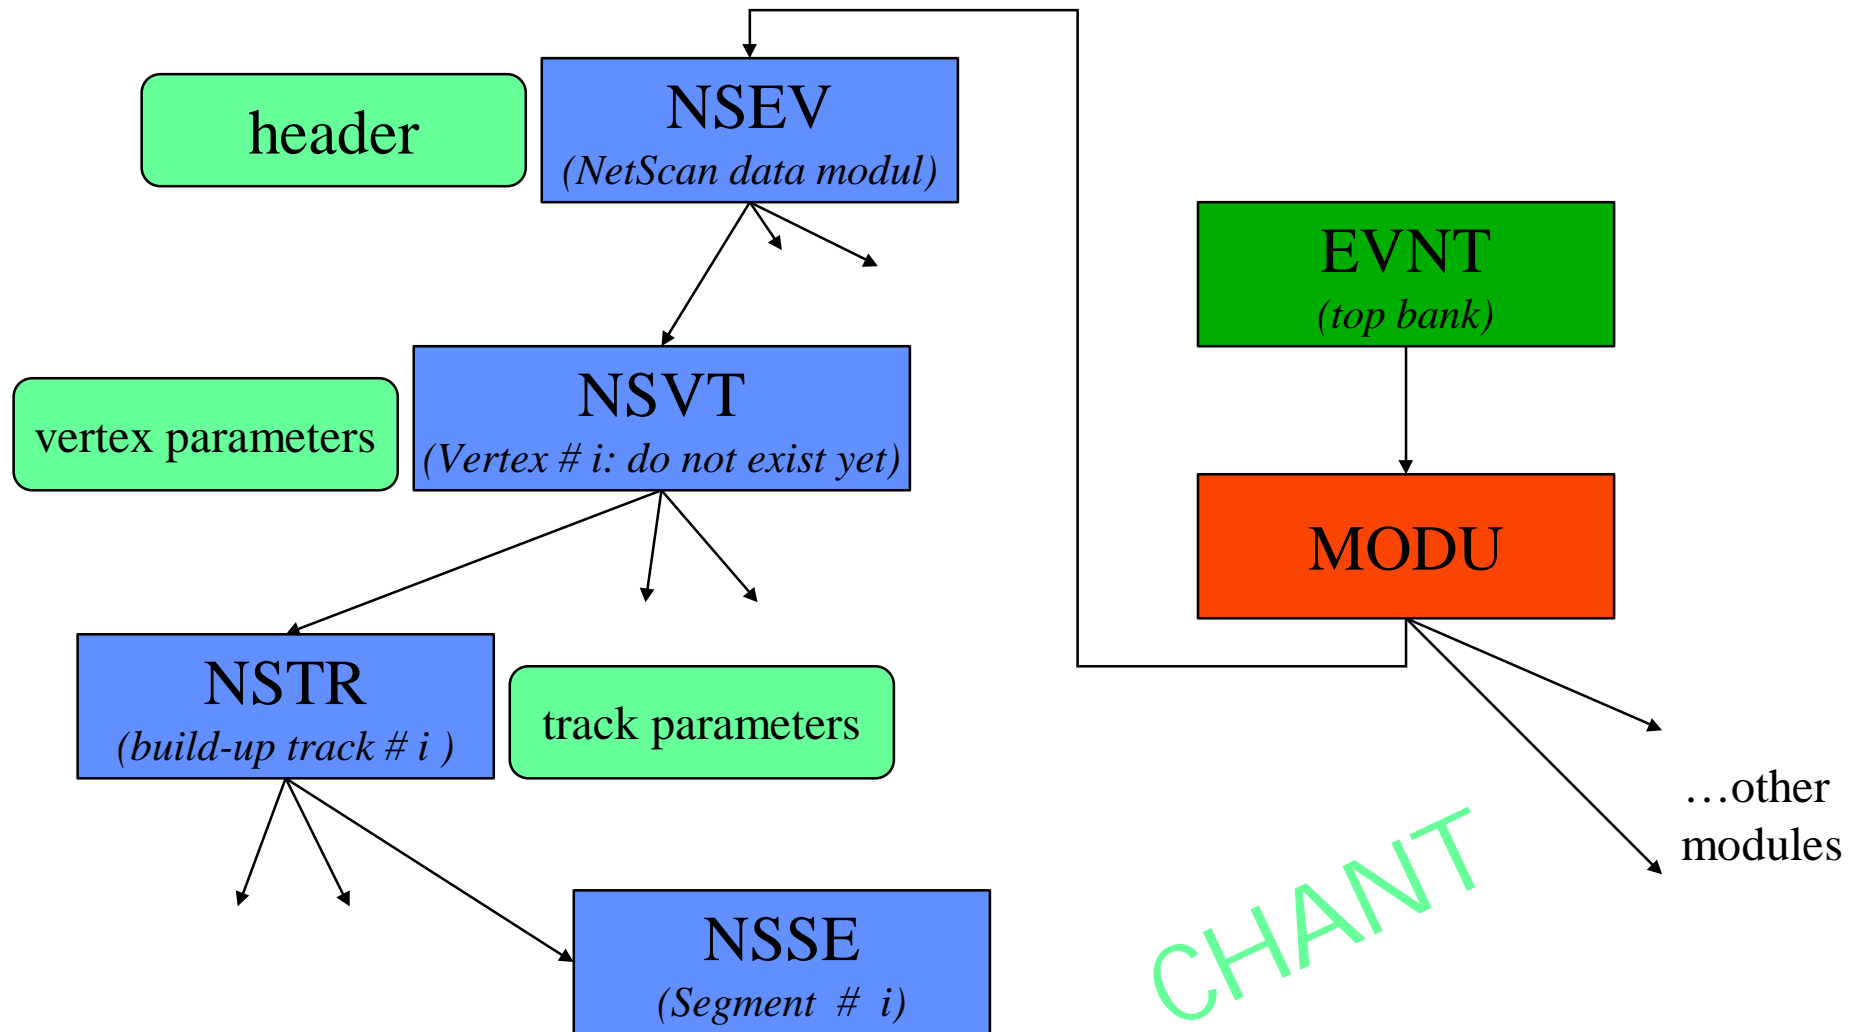 header
NSEV
(NetScan data modul)
EVNT
(top bank)
vertex parameters
NSVT
(Vertex # i: do not exist yet)
MODU
NSTR
(build-up track # i )
track parameters
…other
modules
CHANT
NSSE
(Segment # i)